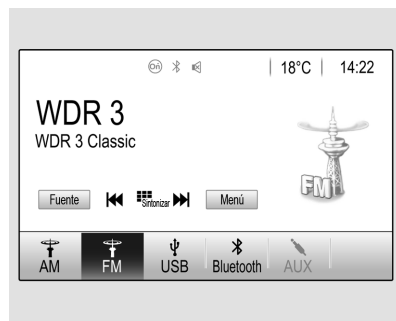 On 18°C 14:22
WDR 3
WDR 3 Classic
FM
Fuente Sintonizar Menú
AM FM USB Bluetooth AUX